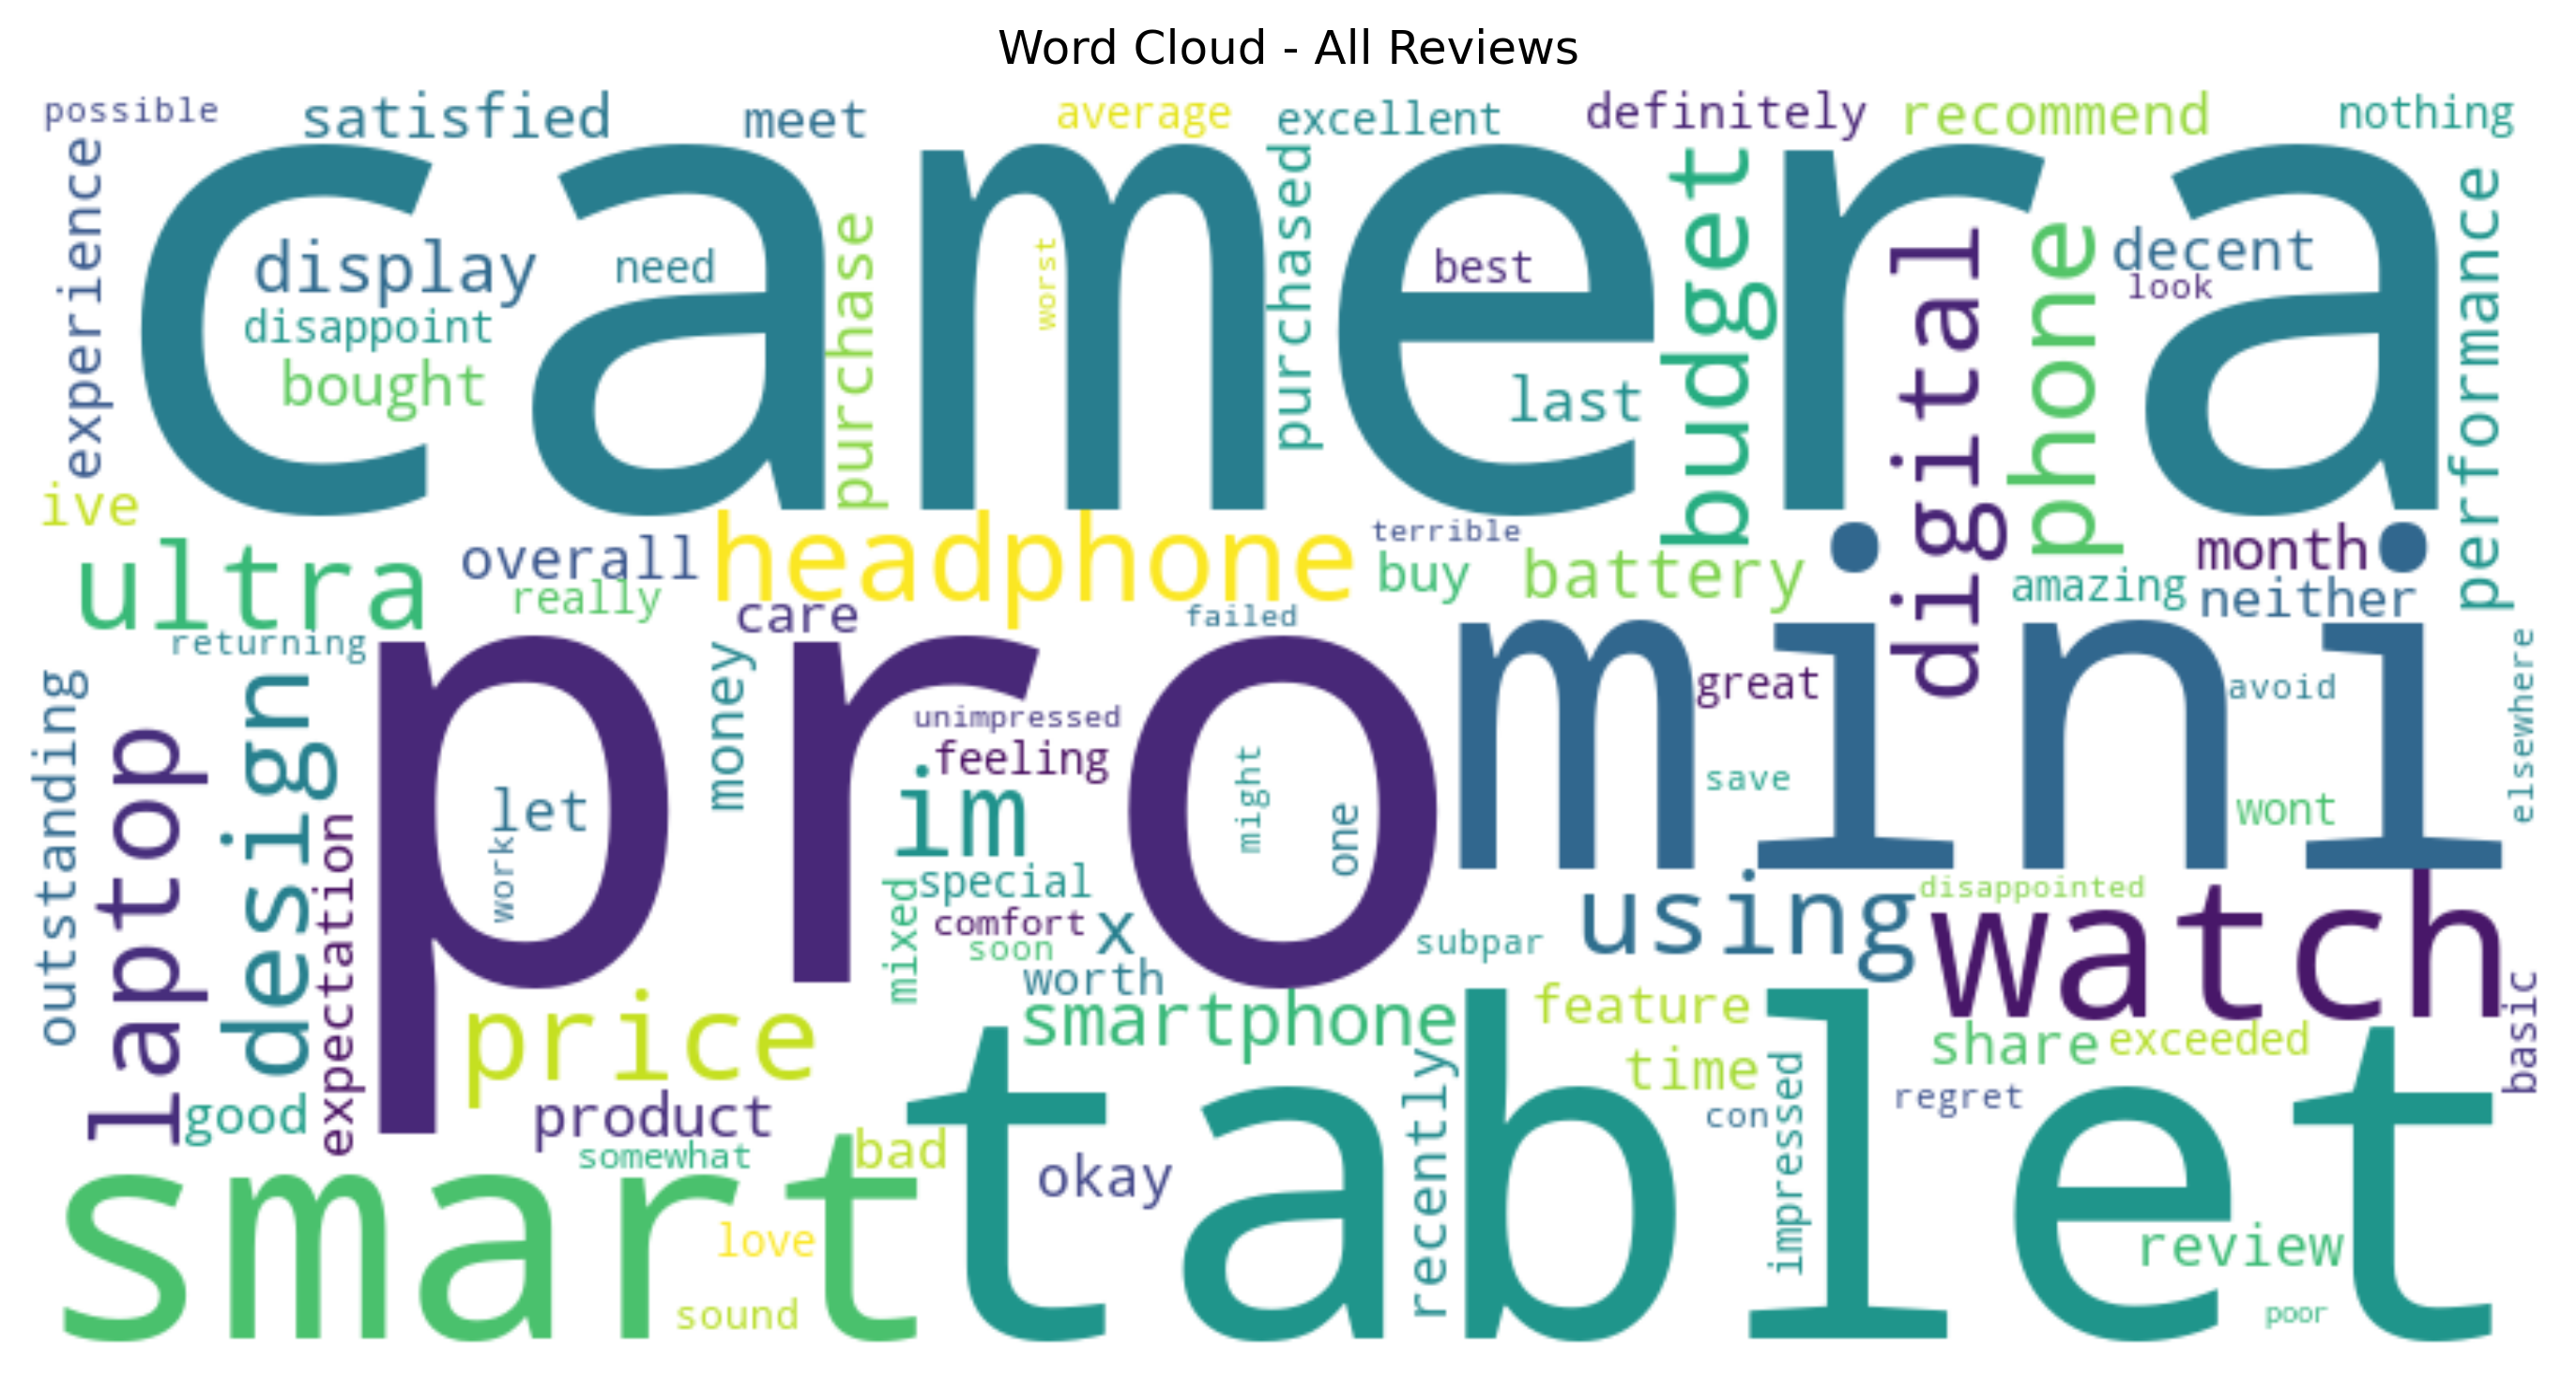 Word Cloud - All Reviews
possible
satisfied
meet
average
excellent
definitely
recommend
nothing
experience
camera
purchased
budget
performance
display
need
purchase
worst
best
digital
phone
decent
look
disappoint
bought
last
ive
ultra
overall
headphone
terrible
buy
battery
month
really
care
failed
amazing
neither
returning
pro
mini
outstanding
laptop
design
money
unimpressed
great
avoid
elsewhere
feeling
let
im
might
one
save
wont
work
expectation
special
mixed
comfort
x
soon
worth
subpar
using
disappointed
watch
price
smartphone
feature
basic
good
product
time
share
exceeded
somewhat
bad
tablet
okay
recently
con
impressed
regret
smart
love
review
sound
poor